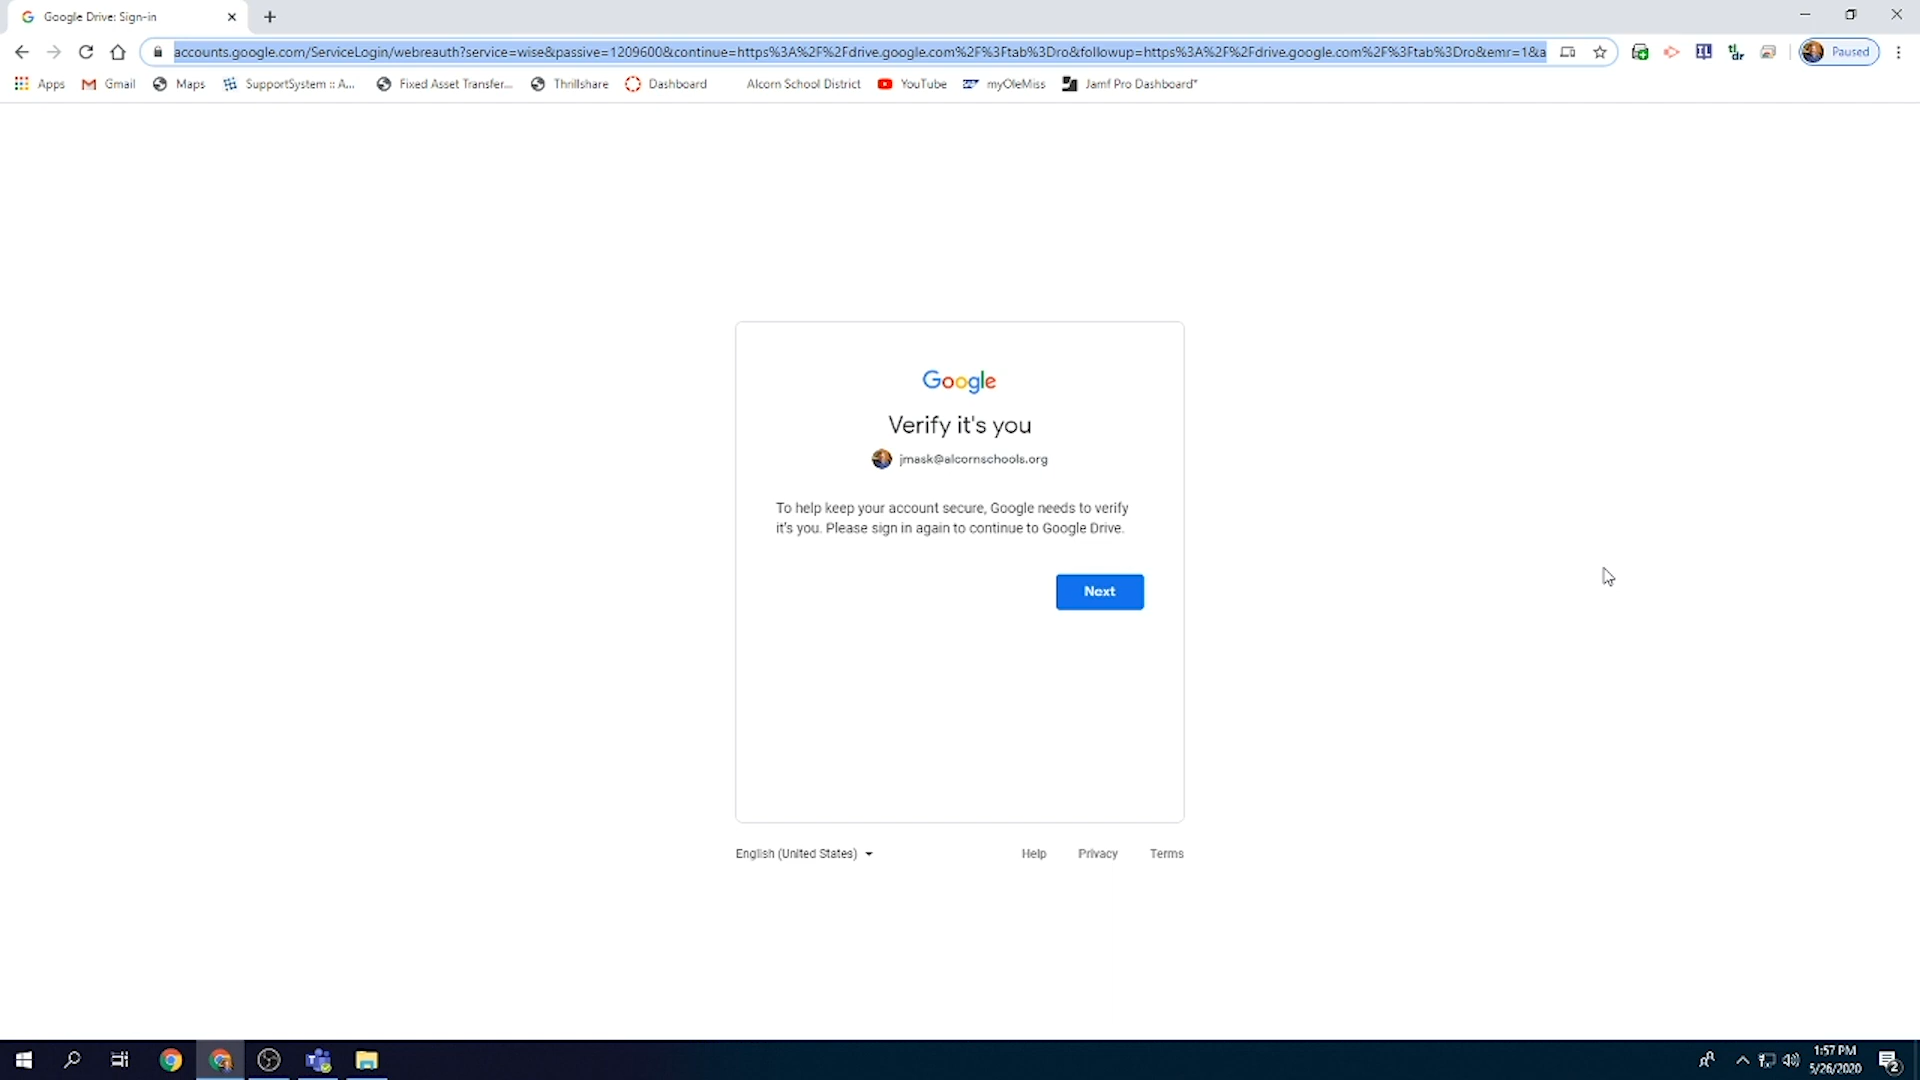 Google Drive: Sign-in
accounts.google.com/ServiceLogin/webreauth?service=wise&passive=1209600&continue=https%3A%2F%2Fdrive.google.com%2F%3Ftab%3Dro&followup=https%3A%2F%2Fdrive.google.com%2F%3Ftab%3Dro&emr=1&a
IL
tl;dr
Paused
Apps
Gmail
Maps
SupportSystem :: A...
Fixed Asset Transfer...
Thrillshare
Dashboard
Alcorn School District
YouTube
myOleMiss
Jamf Pro Dashboard*
Google
Verify it's you
jmask@alcornschools.org
To help keep your account secure, Google needs to verify
it's you. Please sign in again to continue to Google Drive.
Next
English (United States)
Help
Privacy
Terms
1:57 PM
5/26/2020
2